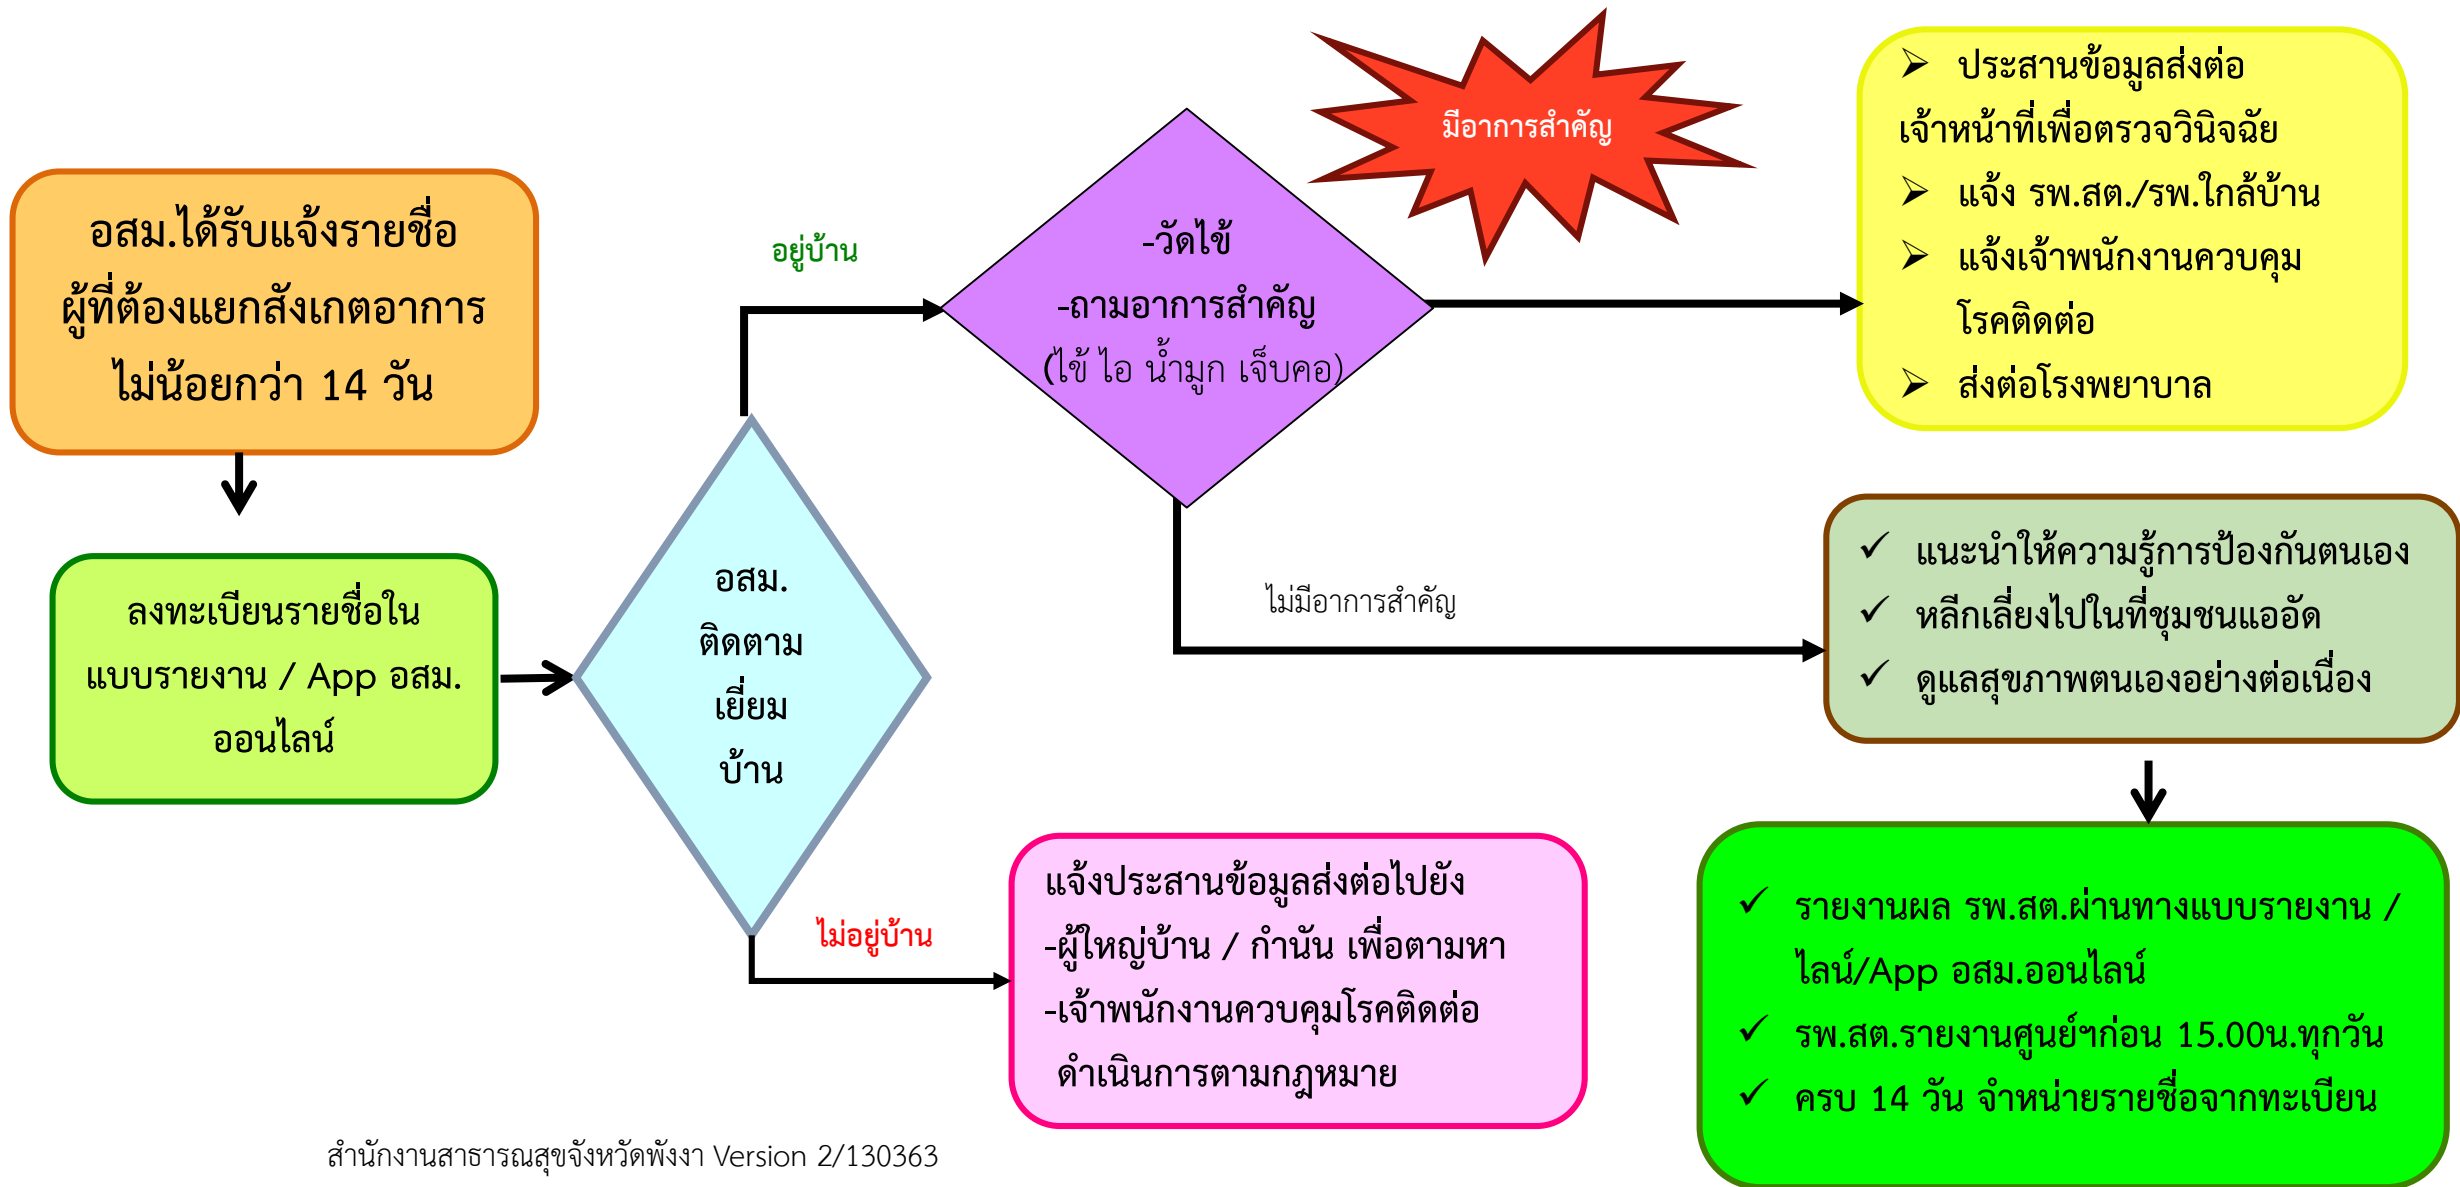 อสม.ได้รับแจ้งรายชื่อ
ผู้ที่ต้องแยกสังเกตอาการ
ไม่น้อยกว่า 14 วัน
ลงทะเบียนรายชื่อใน
แบบรายงาน / App อสม.
ออนไลน์
อสม.
ติดตาม
เยี่ยม
บ้าน
อยู่บ้าน
-วัดไข้
-ถามอาการสำคัญ
(ไข้ ไอ น้ำมูก เจ็บคอ)
มีอาการสำคัญ
➢ ประสานข้อมูลส่งต่อ
เจ้าหน้าที่เพื่อตรวจวินิจฉัย
➢ แจ้ง รพ.สต./รพ.ใกล้บ้าน
➢ แจ้งเจ้าพนักงานควบคุม
โรคติดต่อ
➢ ส่งต่อโรงพยาบาล
ไม่มีอาการสำคัญ
✓ แนะนำให้ความรู้การป้องกันตนเอง
✓ หลีกเลี่ยงไปในที่ชุมชนแออัด
✓ ดูแลสุขภาพตนเองอย่างต่อเนื่อง
ไม่อยู่บ้าน
แจ้งประสานข้อมูลส่งต่อไปยัง
-ผู้ใหญ่บ้าน / กำนัน เพื่อตามหา
-เจ้าพนักงานควบคุมโรคติดต่อ
ดำเนินการตามกฎหมาย
✓ รายงานผล รพ.สต.ผ่านทางแบบรายงาน /
ไลน์/App อสม.ออนไลน์
✓ รพ.สต.รายงานศูนย์ฯก่อน 15.00น.ทุกวัน
✓ ครบ 14 วัน จำหน่ายรายชื่อจากทะเบียน
สำนักงานสาธารณสุขจังหวัดพังงา Version 2/130363